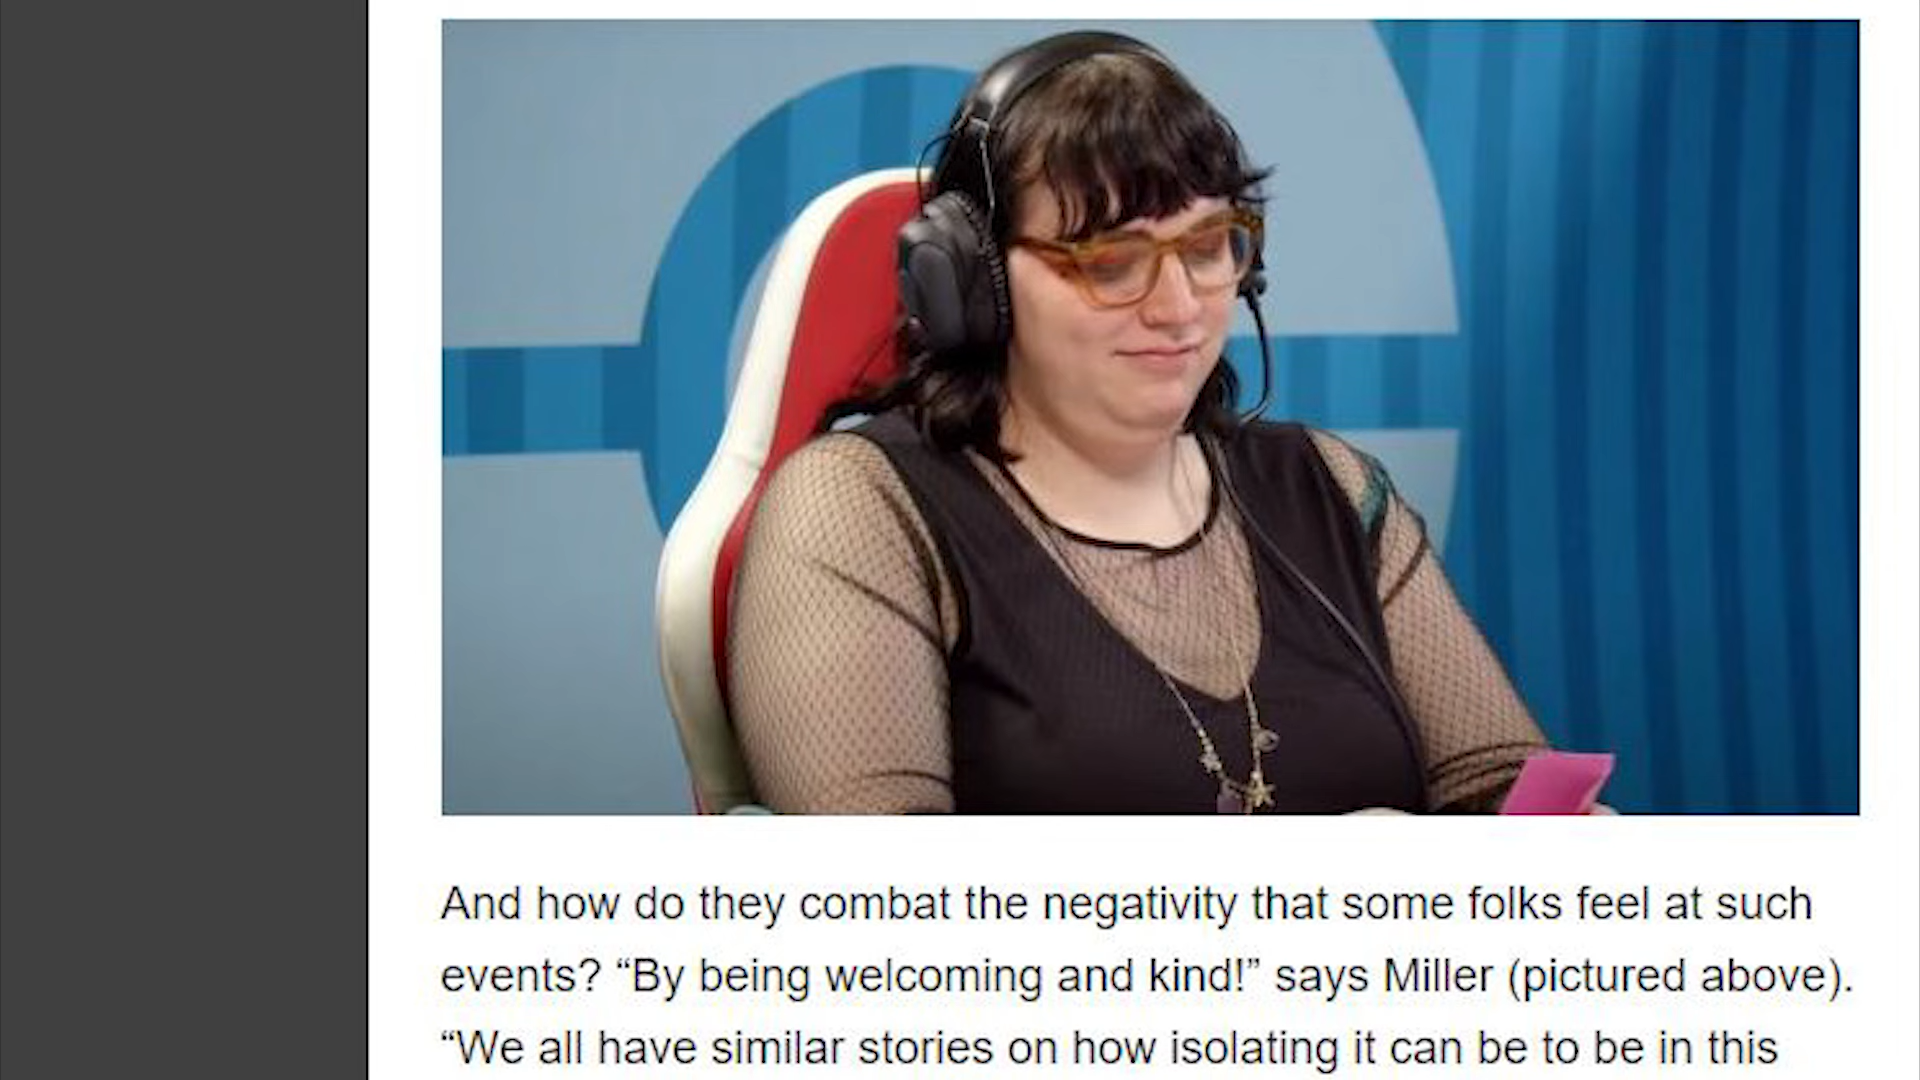 And how do they combat the negativity that some folks feel at such
events? “By being welcoming and kind!” says Miller (pictured above).
“We all have similar stories on how isolating it can be to be in this